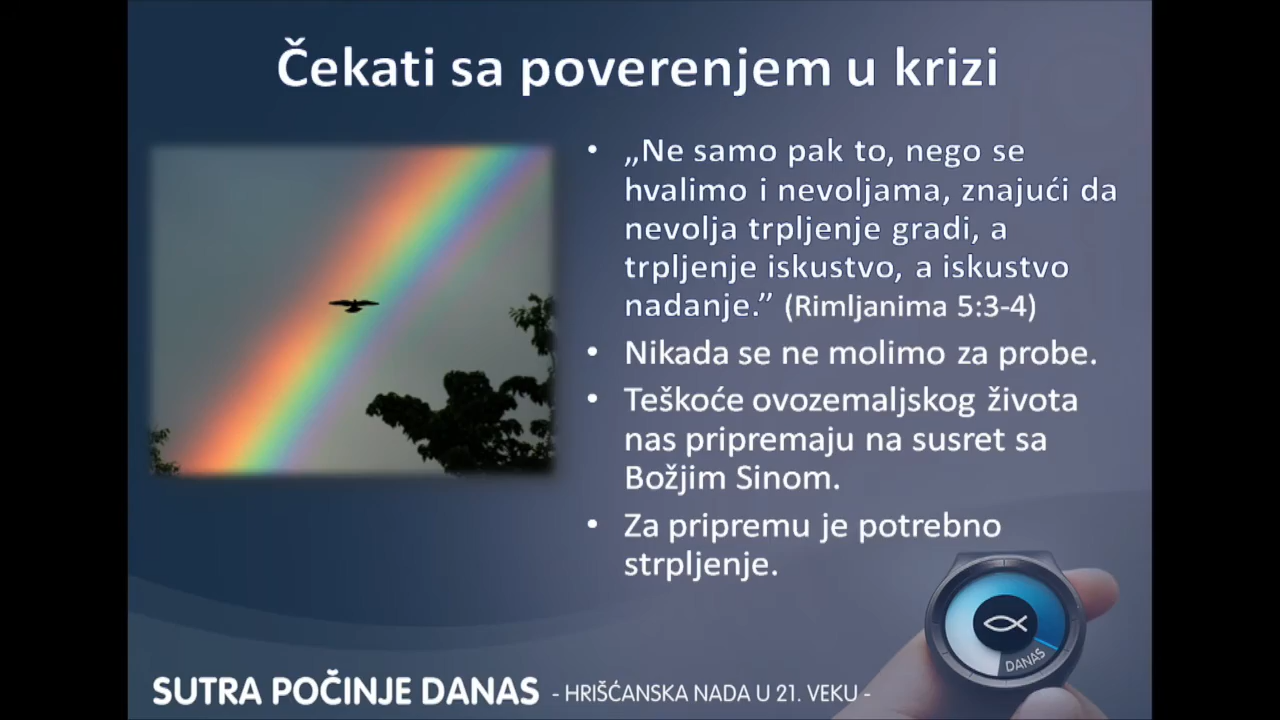 Čekati sa poverenjem u krizi
• „Ne samo pak to, nego se
hvalimo i nevoljama, znajući da
nevolja trpljenje gradi, a
trpljenje iskustvo, a iskustvo
nadanje.” (Rimljanima 5:3-4)
• Nikada se ne molimo za probe.
• Teškoće ovozemaljskog života
nas pripremaju na susret sa
Božjim Sinom.
• Za pripremu je potrebno
strpljenje.
DANAS
SUTRA POČINJE DANAS - HRIŠĆANSKA NADA U 21. VEKU -